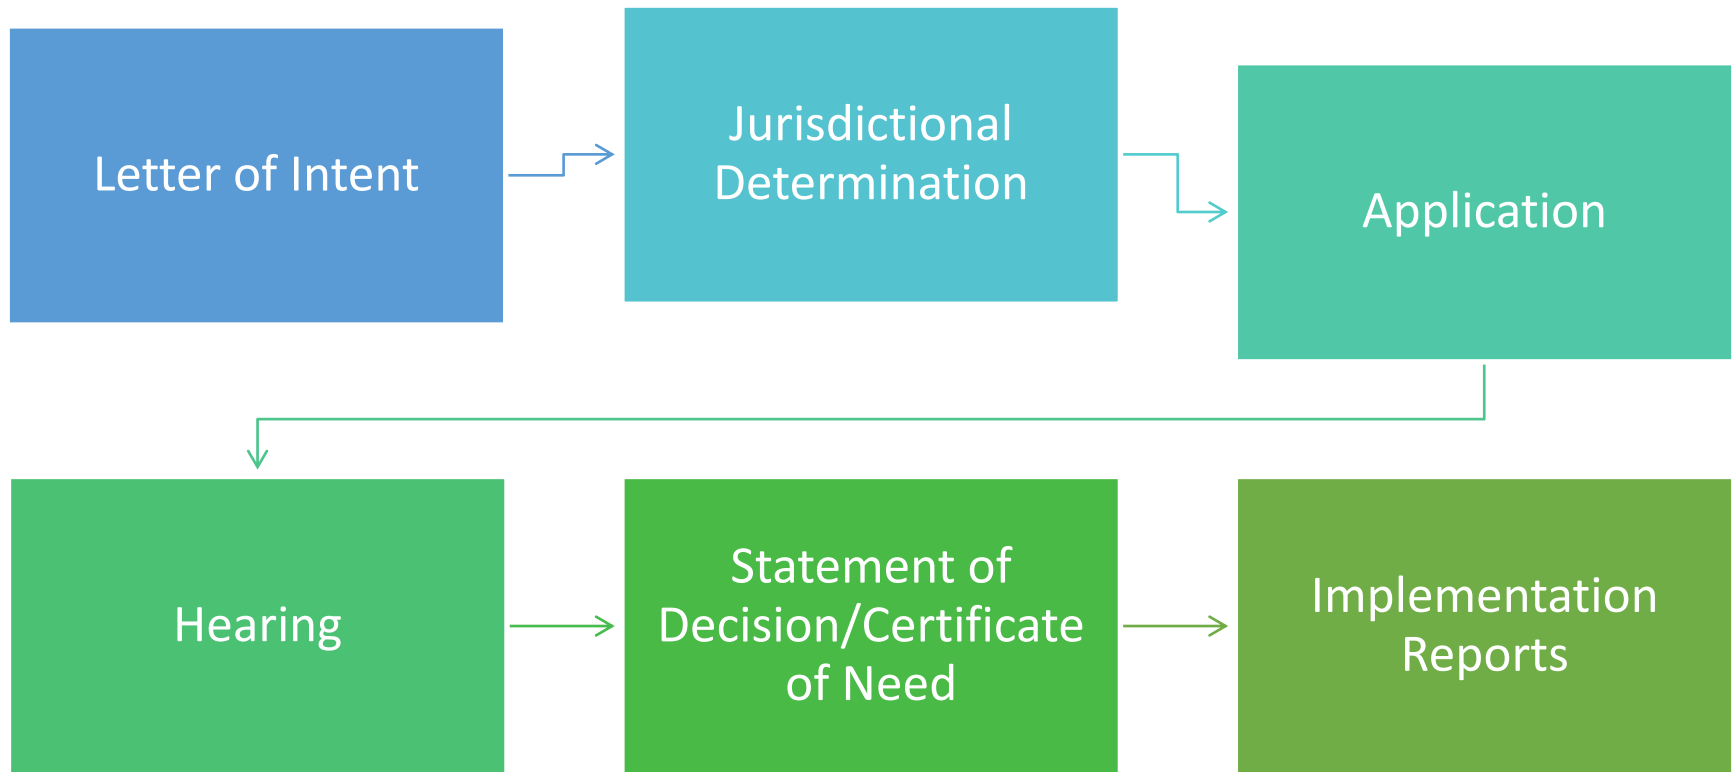 Letter of Intent
Jurisdictional
Determination
Application
Hearing
Statement of
Decision/Certificate
of Need
Implementation
Reports